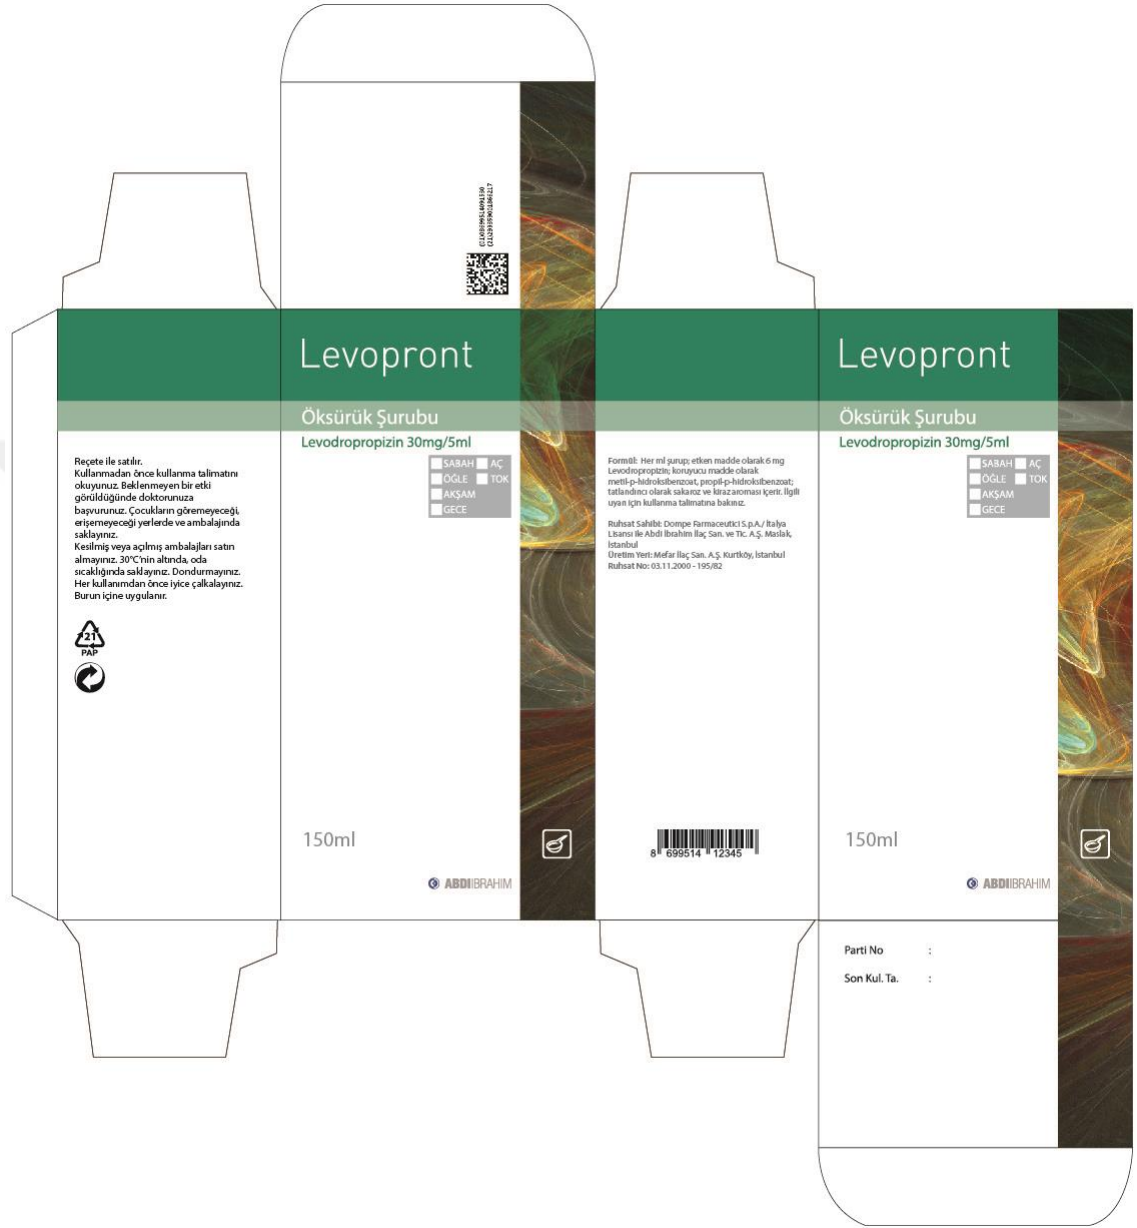 Levopront
Öksürük Şurubu
Levodropropizin 30mg/5ml
SABAH AÇ
ÖĞLE TOK
AKŞAM
GECE
150ml
ABDIIBRAHIM
Reçete ile satılır.
Kullanmadan önce kullanma talimatını
okuyunuz. Beklenmeyen bir etki
görüldüğünde doktorunuza
başvurunuz. Çocukların göremeyeceği,
erişemeyeceği yerlerde ve ambalajında
saklayınız.
Kesilmiş veya açılmış ambalajları satın
almayınız. 30°C'nin altında, oda
sıcaklığında saklayınız. Dondurmayınız.
Her kullanımdan önce iyice çalkalayınız.
Burun içine uygulanır.
21
PAP
Formül: Her ml şurup; etken madde olarak 6 mg
Levodropropizin; koruyucu madde olarak
metil-p-hidroksibenzoat, propil-p-hidroksibenzoat;
tatlandırıcı olarak sakaroz ve kiraz aroması içerir. İlgili
uyarı için kullanma talimatına bakınız.
Ruhsat Sahibi: Dompe Farmaceutici S.p.A./ İtalya
Lisansı ile Abdi İbrahim İlaç San. ve Tic. A.Ş. Maslak,
İstanbul
Üretim Yeri: Mefar İlaç San. A.Ş. Kurtköy, İstanbul
Ruhsat No: 03.11.2000 - 195/82
8 699514 12345
Levopront
Öksürük Şurubu
Levodropropizin 30mg/5ml
SABAH AÇ
ÖĞLE TOK
AKŞAM
GECE
150ml
ABDIIBRAHIM
Parti No :
Son Kul. Ta. :